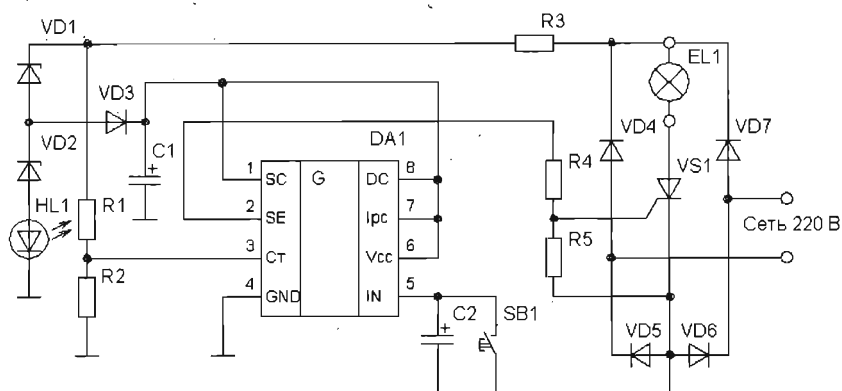 VD1
R3
EL1
VD3
VD2
DA1
VD4
VD7
C1
1
SC
G
DC
8
R4
VS1
HL1
R1
2
SE
Ipc
7
Сеть 220 В
R5
3
Ст
Vcc
6
R2
4
GND
IN
5
C2
SB1
VD5
VD6
+
+